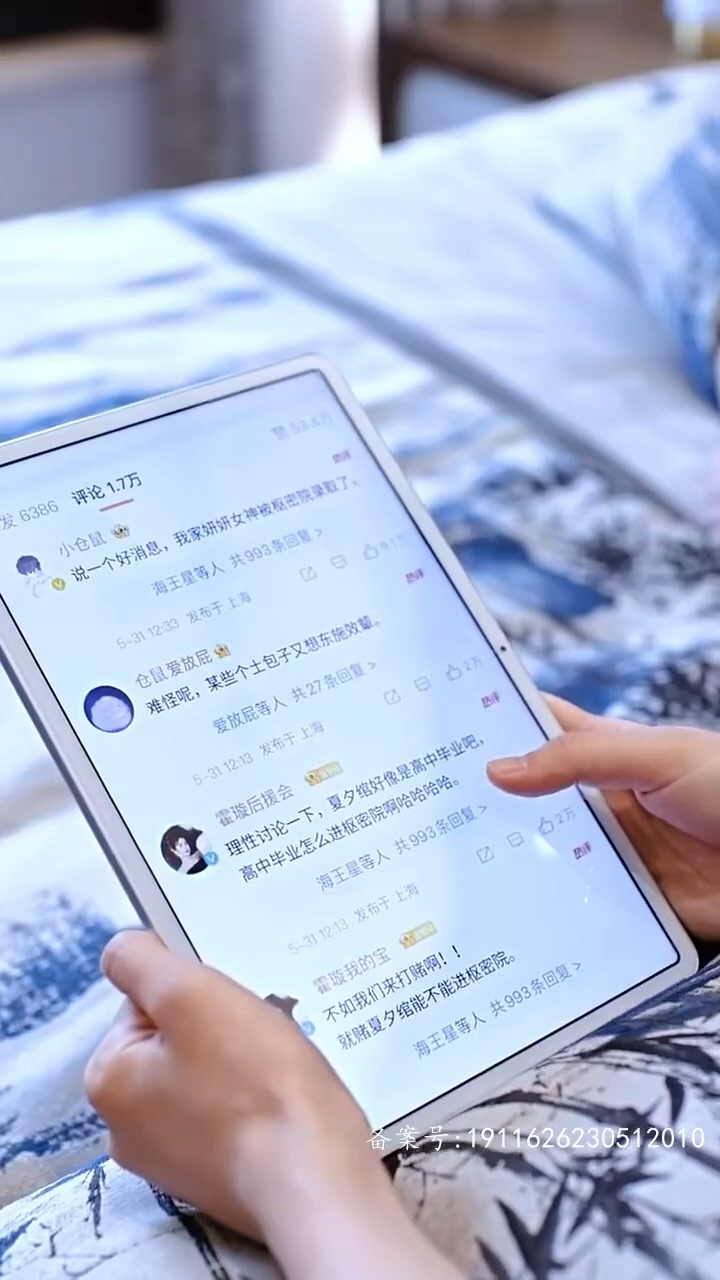 发 6386 评论 1.7万
赞 53.4万
热评
小仓鼠
说一个好消息，我家妍妍女神被枢密院录取了。
海王星等人 共993条回复 >
5-31 12:33 发布于 上海
热评
仓鼠爱放屁
难怪呢，某些个土包子又想东施效颦。
爱放屁等人 共27条回复 >
2万
5-31 12:13 发布于 上海
热评
霍璇后援会
理性讨论一下，夏夕绾好像是高中毕业吧，
高中毕业怎么进枢密院啊哈哈哈哈。
海王星等人 共993条回复 >
2万
5-31 12:13 发布于 上海
热评
霍璇我的宝
不如我们来打赌啊！！
就赌夏夕绾能不能进枢密院。
海王星等人 共993条回复 >
备案号:1911626230512010